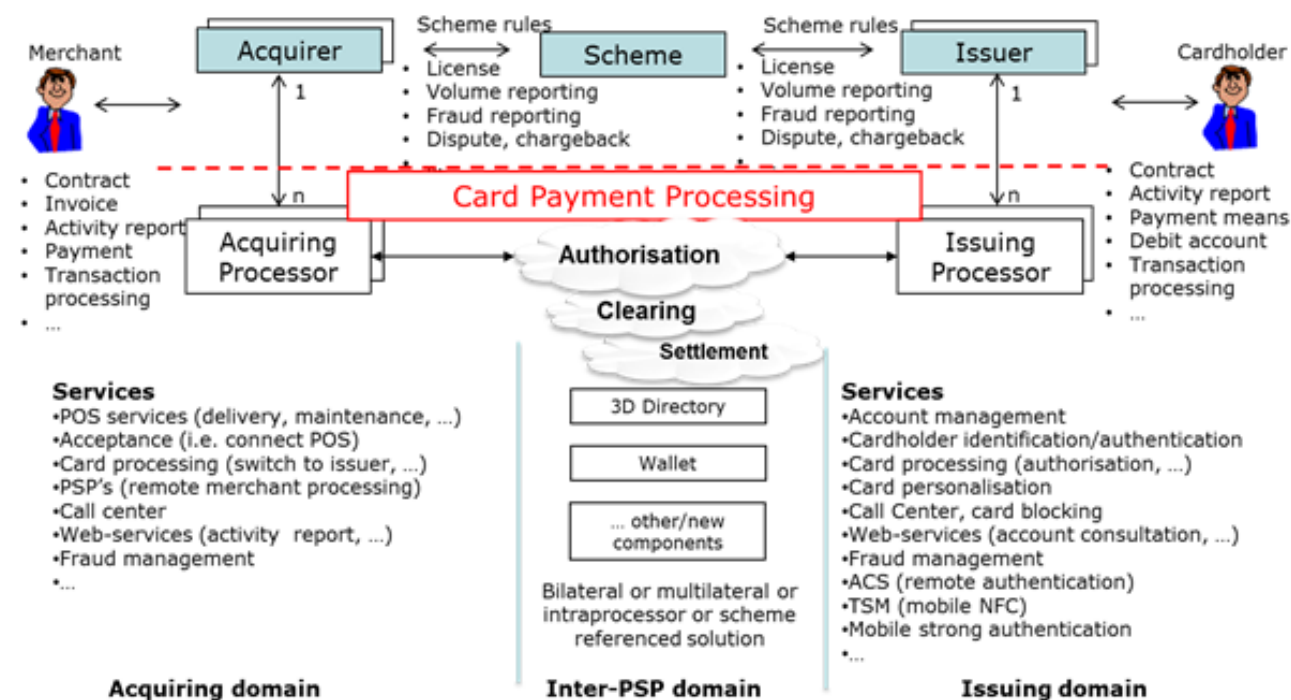 Merchant
Acquirer
Scheme rules
Scheme
Scheme rules
Issuer
Cardholder
• License
• Volume reporting
• Fraud reporting
• Dispute, chargeback
• License
• Volume reporting
• Fraud reporting
• Dispute, chargeback
1
n
1
n
• Contract
• Invoice
• Activity report
• Payment
• Transaction
processing
• ...
Card Payment Processing
• Contract
• Activity report
• Payment means
• Debit account
• Transaction
processing
• ...
Acquiring
Processor
Authorisation
Clearing
Settlement
Issuing
Processor
Services
•POS services (delivery, maintenance, ...)
•Acceptance (i.e. connect POS)
•Card processing (switch to issuer, ...)
•PSP's (remote merchant processing)
•Call center
•Web-services (activity report, ...)
•Fraud management
•...
3D Directory
Wallet
... other/new
components
Bilateral or multilateral or
intraprocessor or scheme
referenced solution
Services
•Account management
•Cardholder identification/authentication
•Card processing (authorisation, ...)
•Card personalisation
•Call Center, card blocking
•Web-services (account consultation, ...)
•Fraud management
•ACS (remote authentication)
•TSM (mobile NFC)
•Mobile strong authentication
•...
Acquiring domain
Inter-PSP domain
Issuing domain